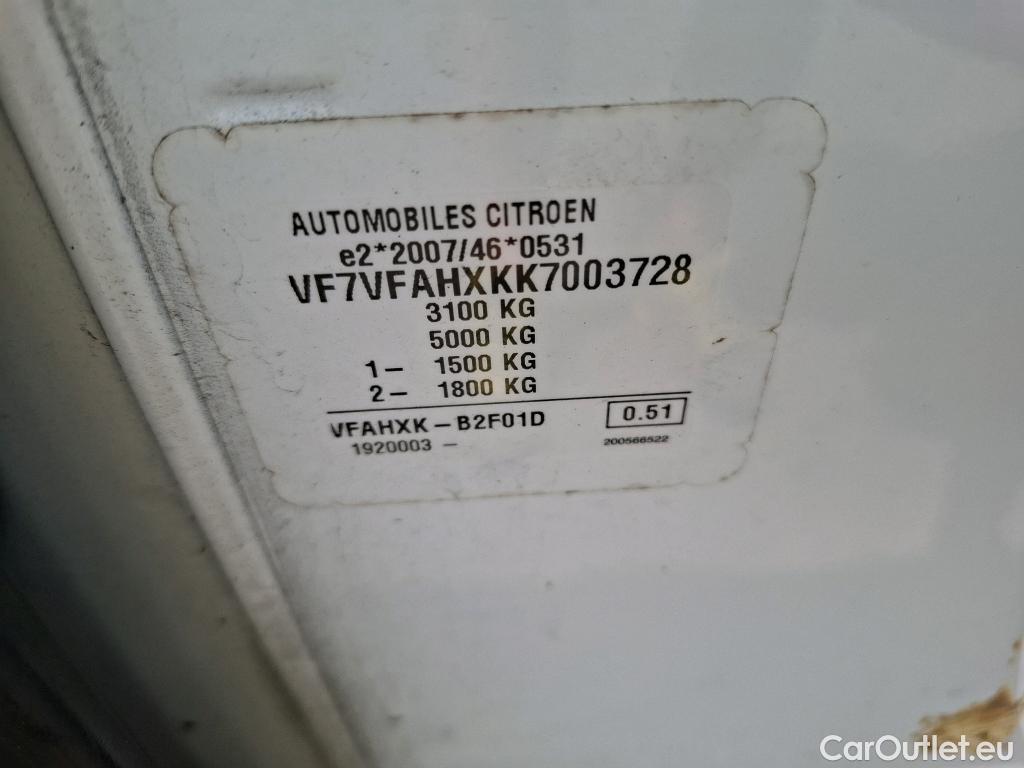 AUTOMOBILES CITROEN
e2*2007/46*0531
VF7VFAHXKK7003728
3100 KG
5000 KG
1- 1500 KG
2- 1800 KG
VFAHXK - B2F01D 0.51
1920003 - 200566522
CarOutlet.eu